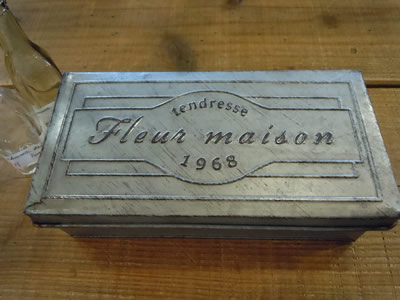 tendresse
Fleur maison
1968